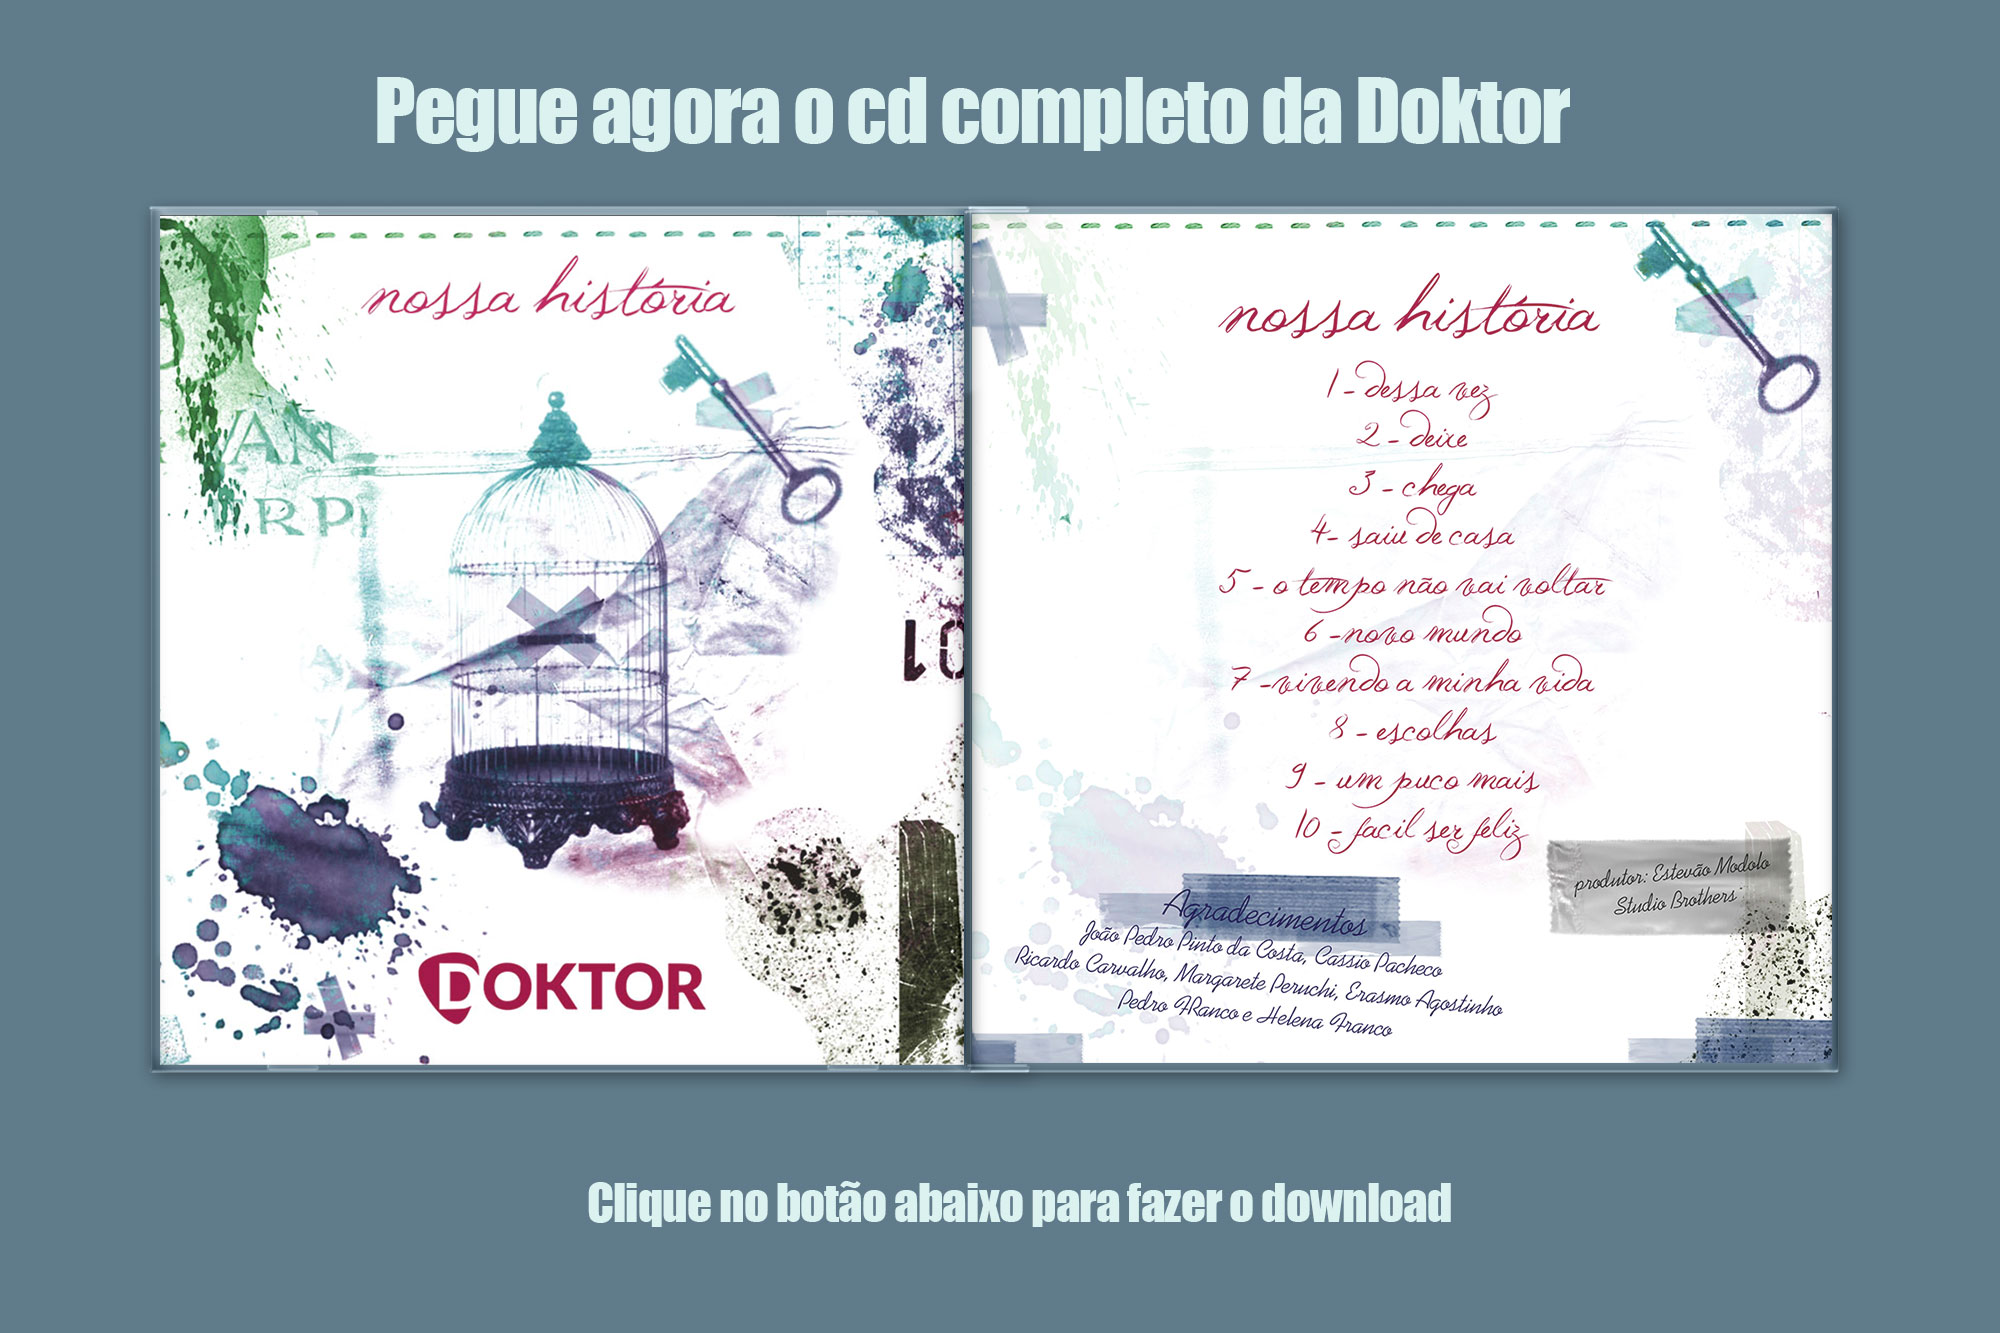 Pegue agora o cd completo da Doktor
nossa história
AN
RPI
10
DOKTOR
nossa história
1 - dessa vez
2 - deixe
3 - chega
4 - saiu de casa
5 - o tempo não vai voltar
6 - novo mundo
7 - vivendo a minha vida
8 - escolhas
9 - um puco mais
10 - facil ser feliz
produtor: Estevão Modolo
Studio Brothers
Agradecimentos
João Pedro Pinto da Costa, Cassio Pacheco
Ricardo Carvalho, Margarete Peruchi, Erasmo Agostinho
Pedro FRanco e Helena Franco
Clique no botão abaixo para fazer o download